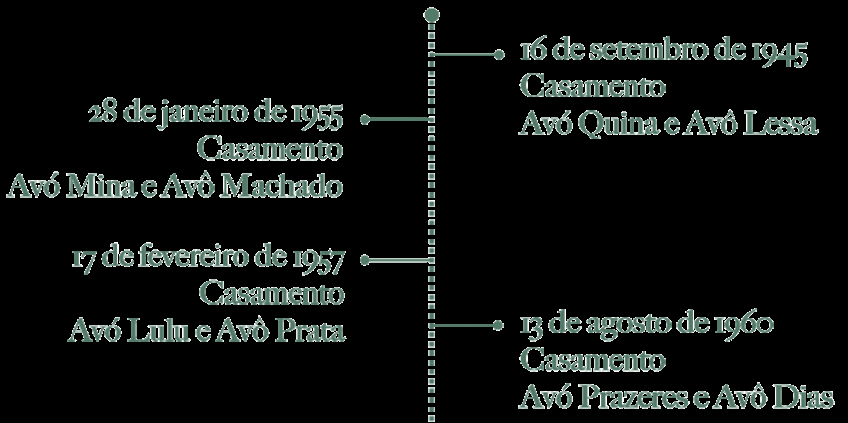 16 de setembro de 1945
Casamento
Avó Quina e Avô Lessa
28 de janeiro de 1955
Casamento
Avó Mina e Avô Machado
17 de fevereiro de 1957
Casamento
Avó Lulu e Avô Prata
13 de agosto de 1960
Casamento
Avó Prazeres e Avô Dias